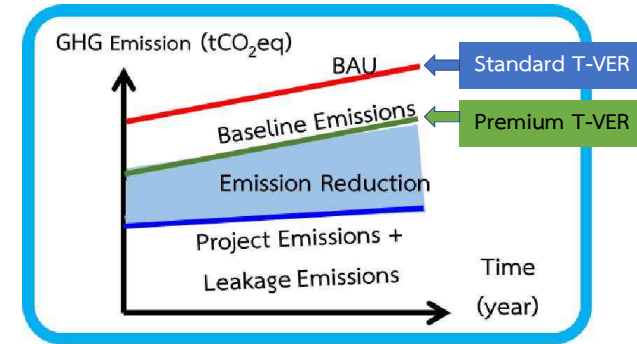 GHG Emission (tCO₂eq)
BAU
Standard T-VER
Baseline Emissions
Premium T-VER
Emission Reduction
Project Emissions +
Leakage Emissions
Time
(year)